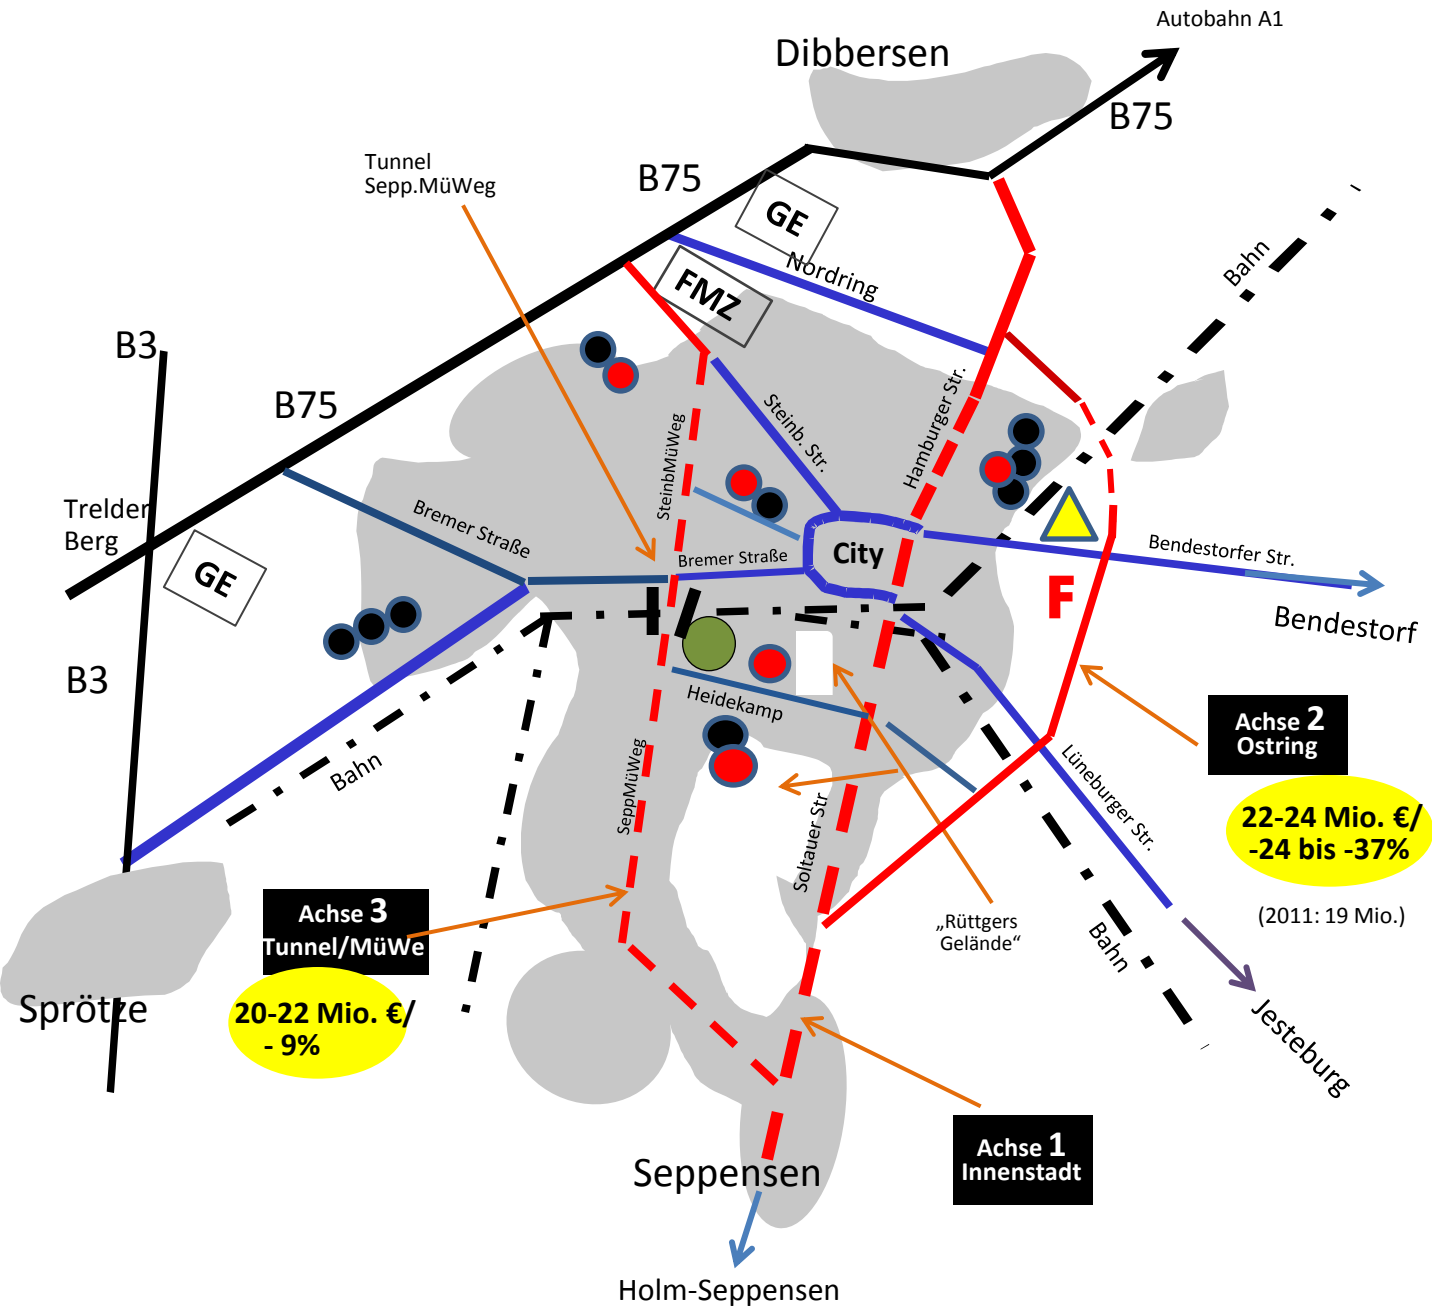 Autobahn A1
Dibbersen
B75
Tunnel
Sepp.MüWeg
B75
GE
Nordring
Bahn
FMZ
B3
B75
Steinb. Str.
Hamburger Str.
SteinbMüWeg
Trelder
Berg
Bremer Straße
GE
Bremer Straße
City
Bendestorfer Str.
F
Bendestorf
B3
Heidekamp
Achse 2
Ostring
Bahn
SeppMüWeg
Lüneburger Str.
Soltauer Str
22-24 Mio. €/
-24 bis -37%
(2011: 19 Mio.)
Achse 3
Tunnel/MüWe
„Rüttgers
Gelände“
Bahn
Sprötze
20-22 Mio. €/
- 9%
Jesteburg
Achse 1
Innenstadt
Seppensen
Holm-Seppensen